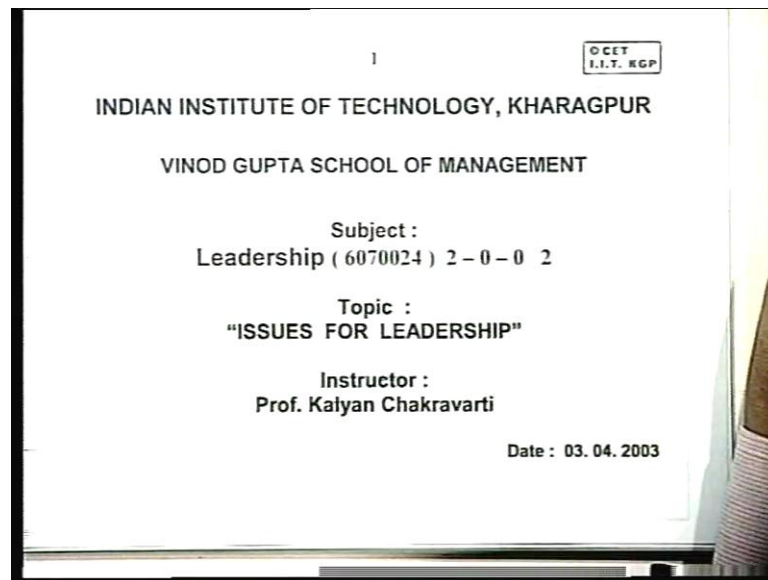 1
© CET
I.I.T. KGP
INDIAN INSTITUTE OF TECHNOLOGY, KHARAGPUR
VINOD GUPTA SCHOOL OF MANAGEMENT
Subject :
Leadership ( 6070024 ) 2 – 0 – 0 2
Topic :
“ISSUES FOR LEADERSHIP”
Instructor :
Prof. Kalyan Chakravarti
Date : 03. 04. 2003